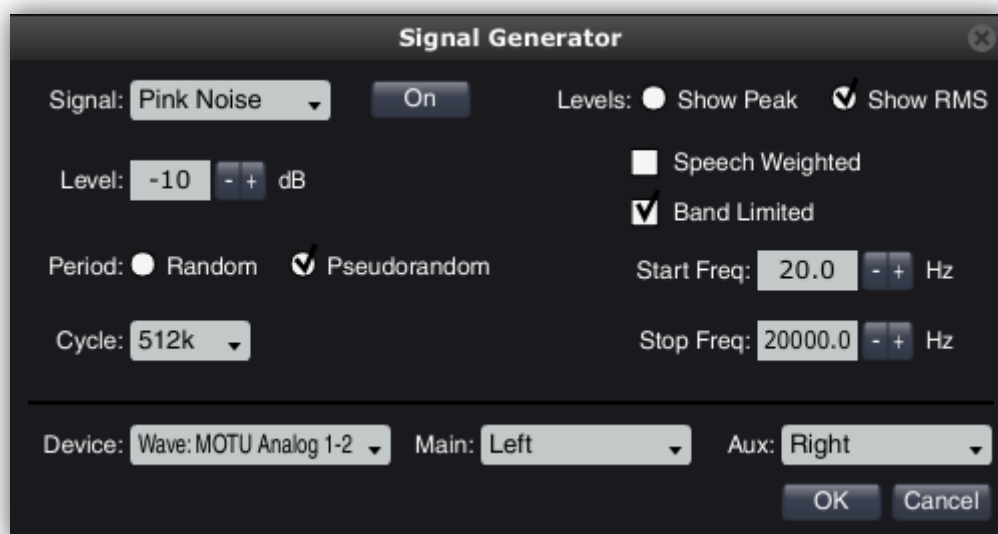 Signal Generator
Signal: Pink Noise On Levels: Show Peak Show RMS
Level: -10 - + dB Speech Weighted
Band Limited
Period: Random Pseudorandom Start Freq: 20.0 - + Hz
Cycle: 512k Stop Freq: 20000.0 - + Hz
Device: Wave: MOTU Analog 1-2 Main: Left Aux: Right
OK Cancel